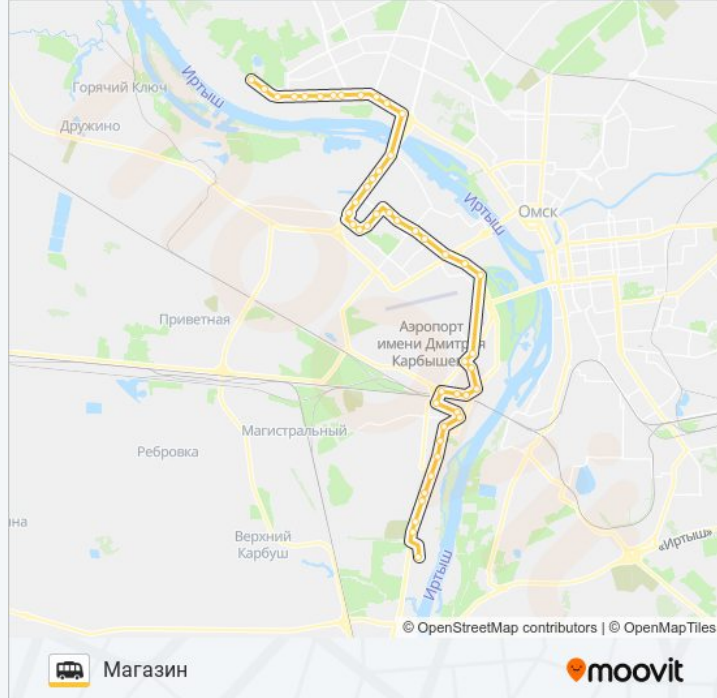 Горячий Ключ
Иртыш
Дружино
Иртыш
Омск
Приветная
Аэропорт
имени Дмитрия
Карбышева
Магистральный
Ребровка
Верхний
Карбуш
«Иртыш»
Иртыш
© OpenStreetMap contributors | © OpenMapTiles
Магазин
moovit